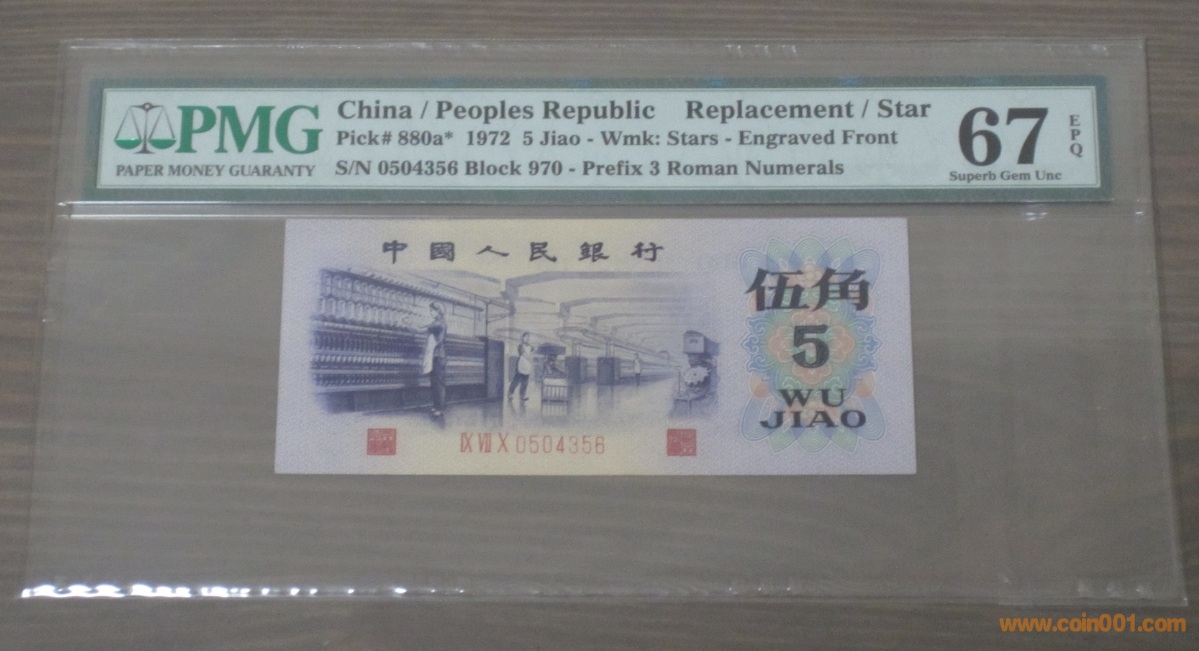 PMG
PAPER MONEY GUARANTY
China / Peoples Republic Replacement / Star
Pick# 880a* 1972 5 Jiao - Wmk: Stars - Engraved Front
S/N 0504356 Block 970 - Prefix 3 Roman Numerals
67
EPQ
Superb Gem Unc
中國人民銀行
伍角
5
WU
JIAO
IX VII X 0504356
www.coin001.com